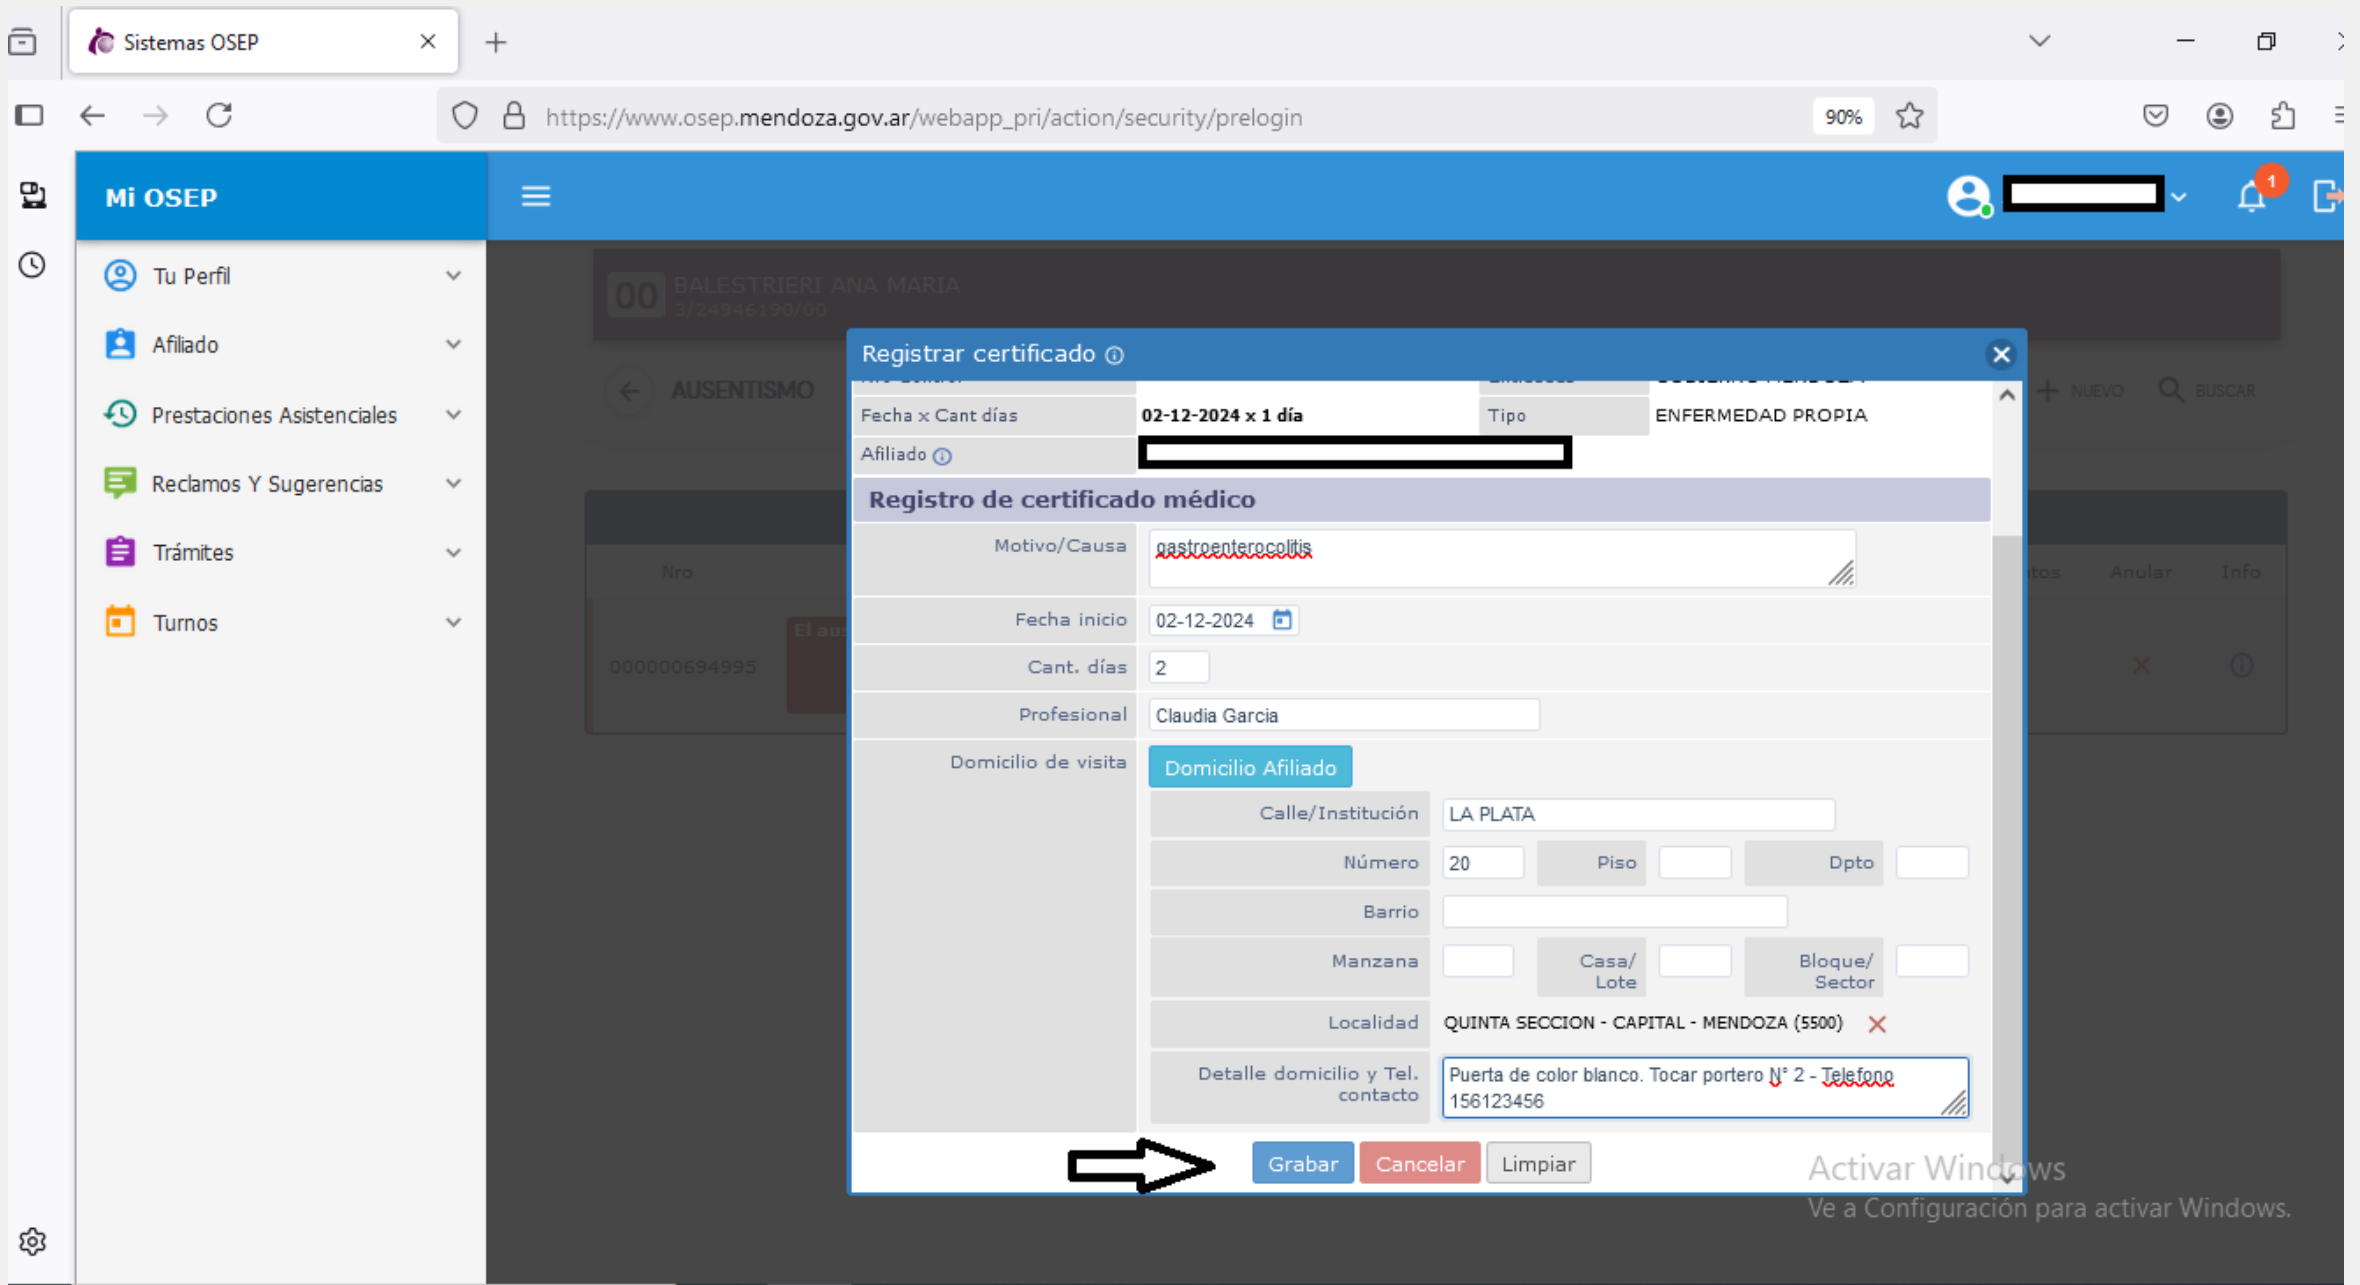 Sistemas OSEP
https://www.osep.mendoza.gov.ar/webapp_pri/action/security/prelogin
90%
Mi OSEP
1
Tu Perfil
Afiliado
Prestaciones Asistenciales
Reclamos Y Sugerencias
Trámites
Turnos
00 BALESTRIERI ANA MARIA
3/24946190/00
AUSENTISMO
NUEVO BUSCAR
Nro
Anular Info
000000694995
Registrar certificado
Fecha x Cant días 02-12-2024 x 1 día Tipo ENFERMEDAD PROPIA
Afiliado
Registro de certificado médico
Motivo/Causa gastroenterocolitis
Fecha inicio 02-12-2024
Cant. días 2
Profesional Claudia Garcia
Domicilio de visita Domicilio Afiliado
Calle/Institución LA PLATA
Número 20 Piso Dpto
Barrio
Manzana Casa/ Bloque/
Lote Sector
Localidad QUINTA SECCION - CAPITAL - MENDOZA (5500)
Detalle domicilio y Tel. Puerta de color blanco. Tocar portero N° 2 - Telefono
contacto 156123456
Grabar Cancelar Limpiar
Activar Windows
Ve a Configuración para activar Windows.